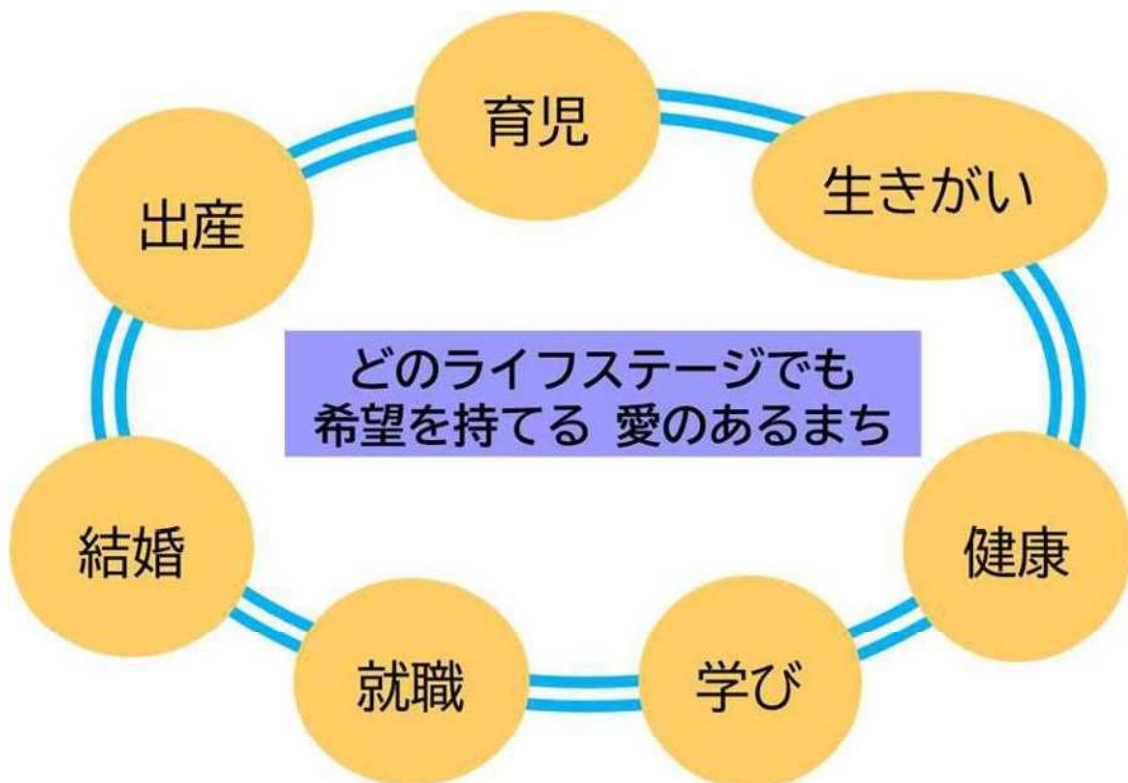 育児
生きがい
出産
どのライフステージでも
希望を持てる 愛のあるまち
結婚
健康
就職
学び